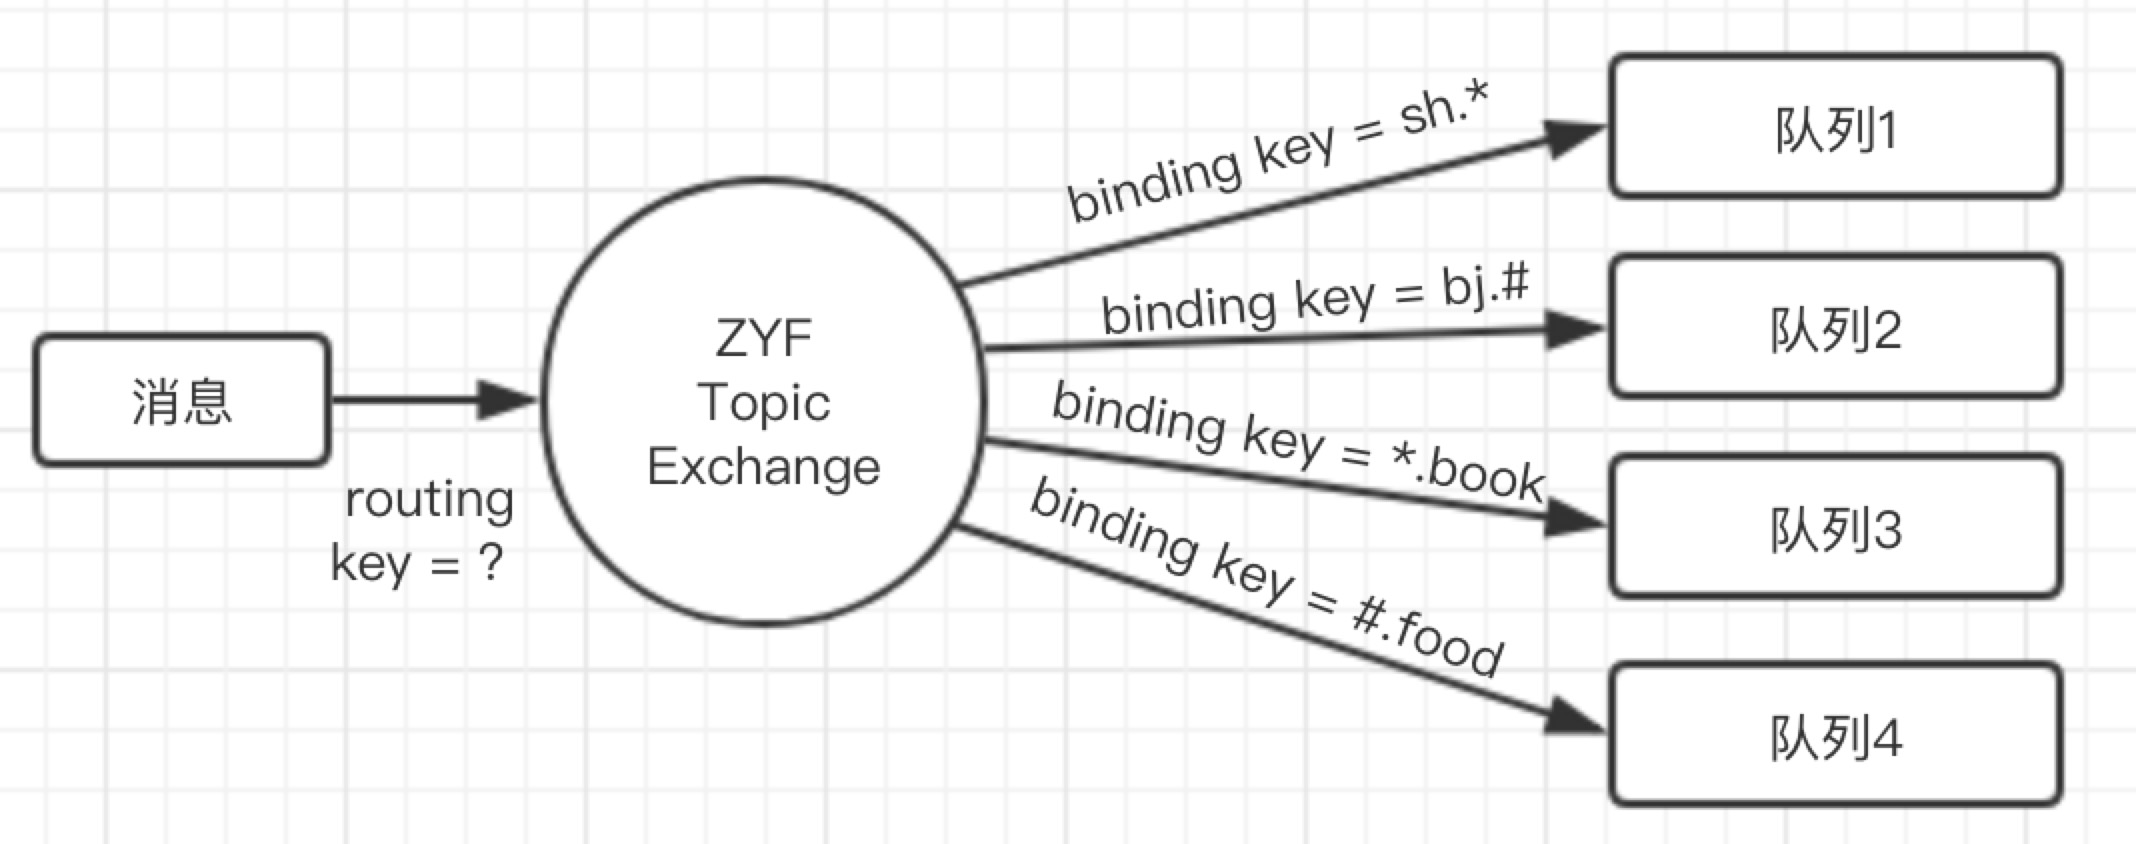 消息
routing
key = ?
ZYF
Topic
Exchange
binding key = sh.*
binding key = bj.#
binding key = *.book
binding key = #.food
队列1
队列2
队列3
队列4